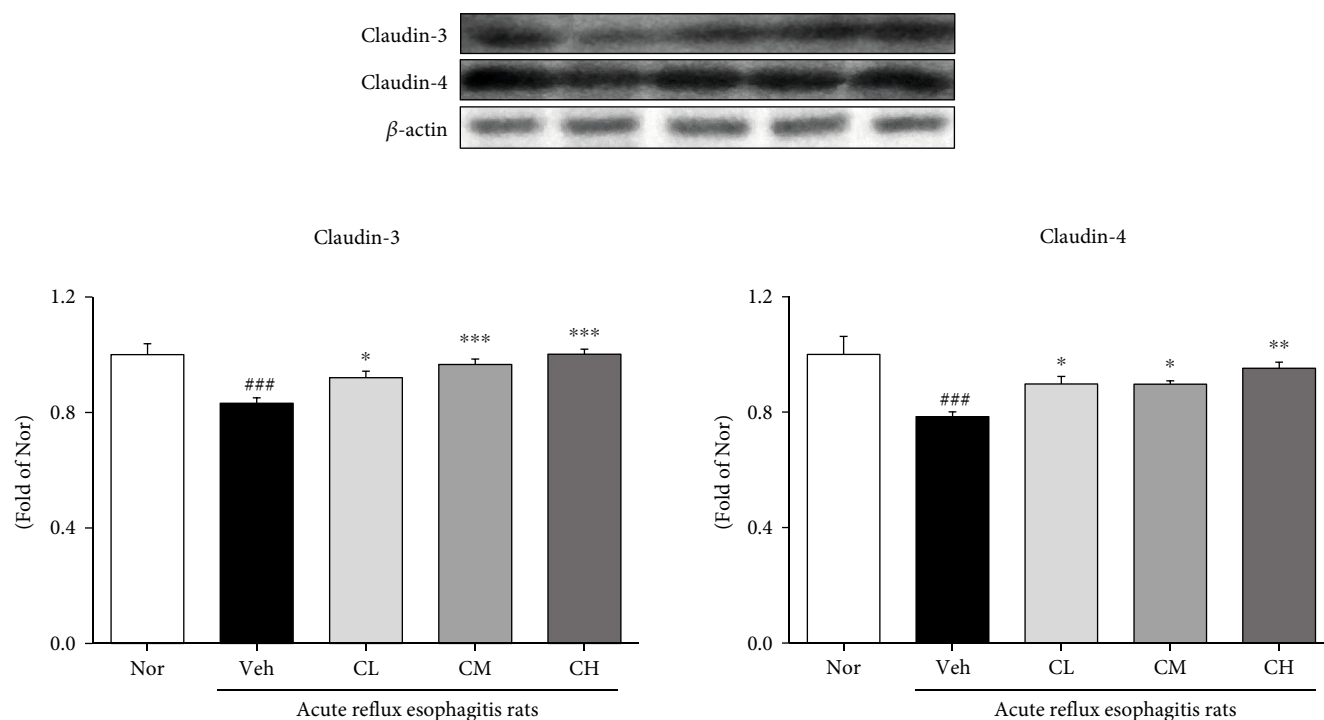 Claudin-3
Claudin-4
β-actin
Claudin-3
(Fold of Nor)
1.2
0.8
0.4
0.0
###
*
***
***
Nor Veh CL CM CH
Acute reflux esophagitis rats
Claudin-4
(Fold of Nor)
1.2
0.8
0.4
0.0
###
*
*
**
Nor Veh CL CM CH
Acute reflux esophagitis rats